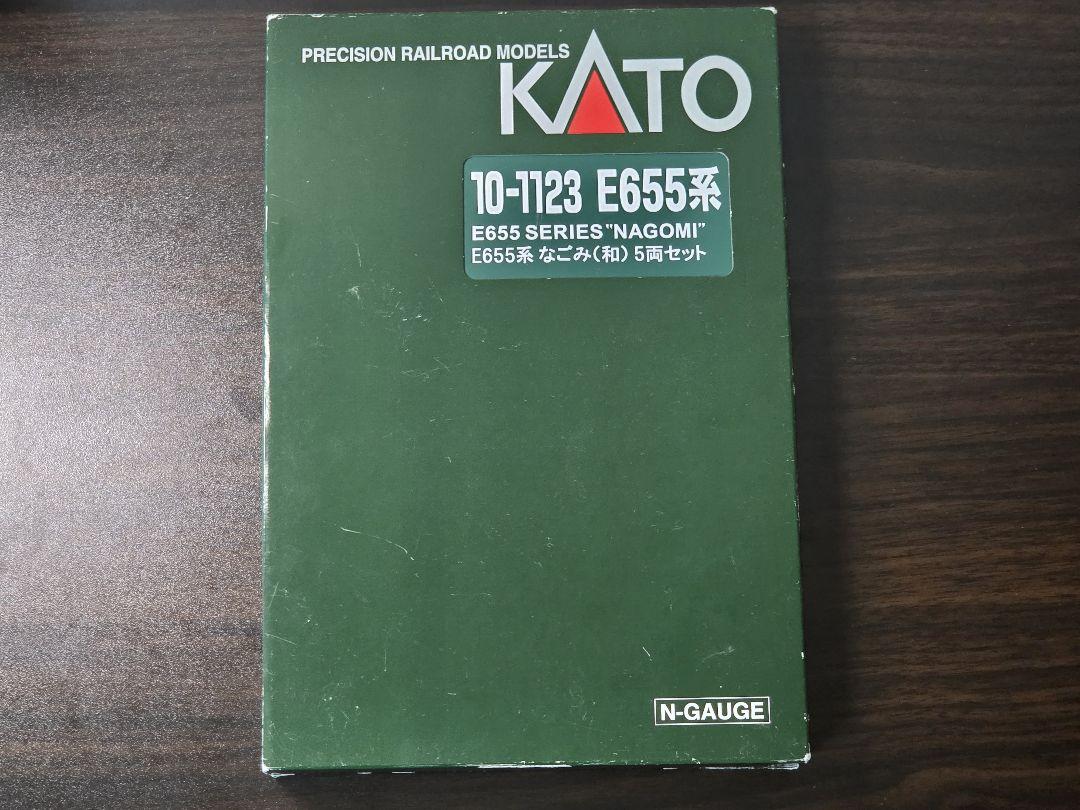 PRECISION RAILROAD MODELS
KATO
10-1123 E655系
E655 SERIES "NAGOMI"
E655系 なごみ(和) 5両セット
N-GAUGE